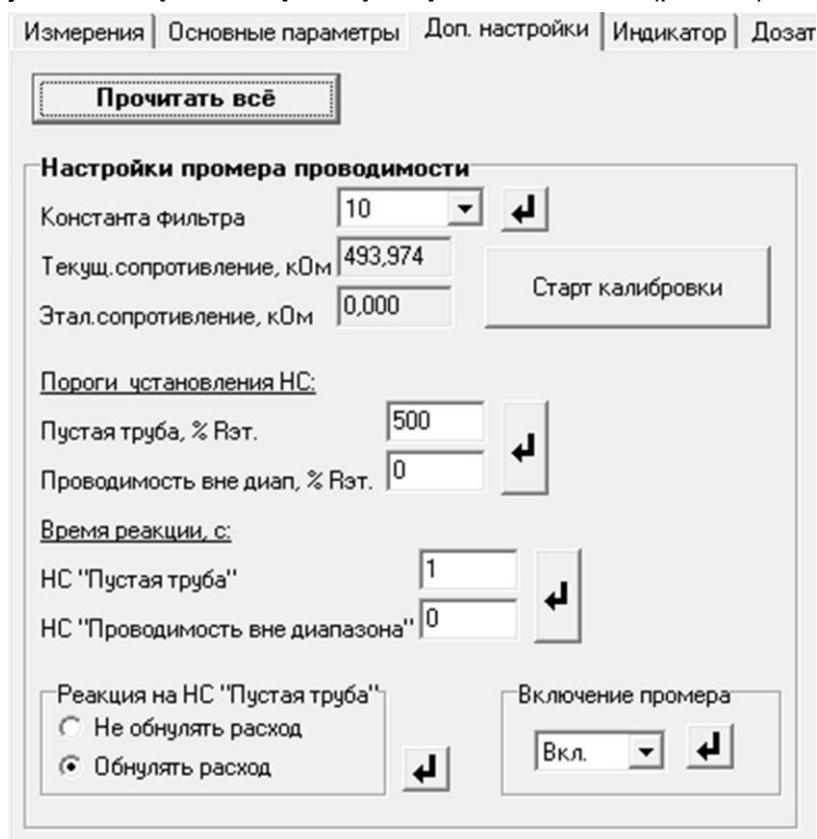 Измерения Основные параметры Доп. настройки Индикатор Дозат
Прочитать всё
Настройки промера проводимости
Константа фильтра 10
Текущ.сопротивление, кОм 493,974
Старт калибровки
Этал.сопротивление, кОм 0,000
Пороги установления НС:
Пустая труба, % Rэт. 500
Проводимость вне диап, % Rэт. 0
Время реакции, с:
НС "Пустая труба" 1
НС "Проводимость вне диапазона" 0
Реакция на НС "Пустая труба" Включение промера
Не обнулять расход
Обнулять расход Вкл.